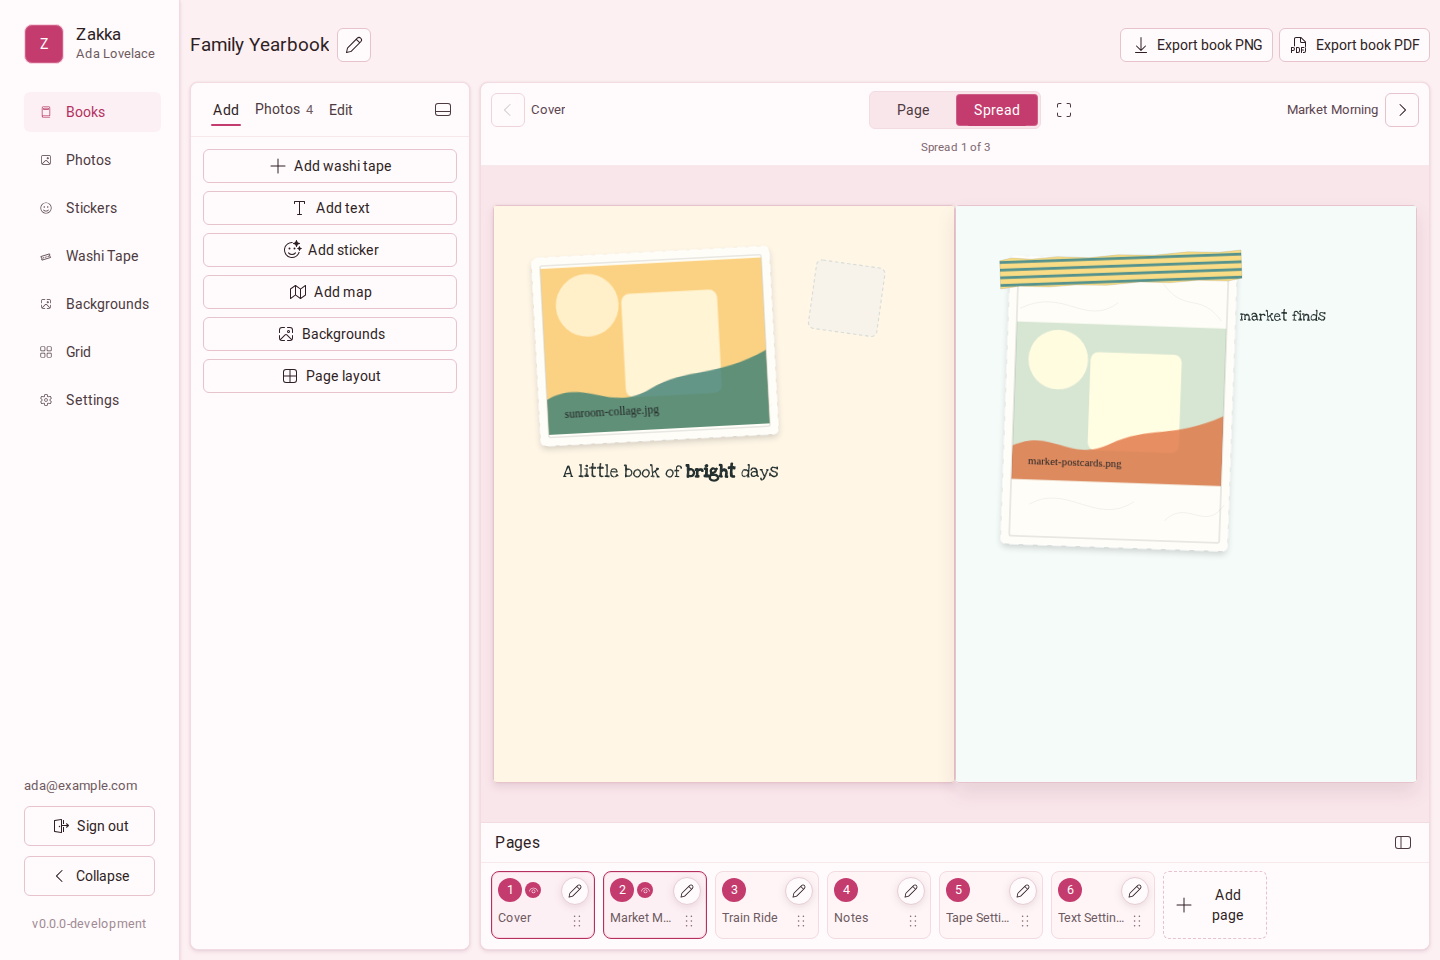 Z
Zakka
Ada Lovelace
Books
Photos
Stickers
Washi Tape
Backgrounds
Grid
Settings
ada@example.com
Sign out
Collapse
v0.0.0-development
Family Yearbook
Export book PNG
PDF
Export book PDF
Add
Photos 4
Edit
Add washi tape
Add text
Add sticker
Add map
Backgrounds
Page layout
Cover
Page
Spread
Market Morning
Spread 1 of 3
sunroom-collage.jpg
A little book of bright days
market finds
market-postcards.png
Pages
1
Cover
2
Market M...
3
Train Ride
4
Notes
5
Tape Setti...
6
Text Settin...
Add page